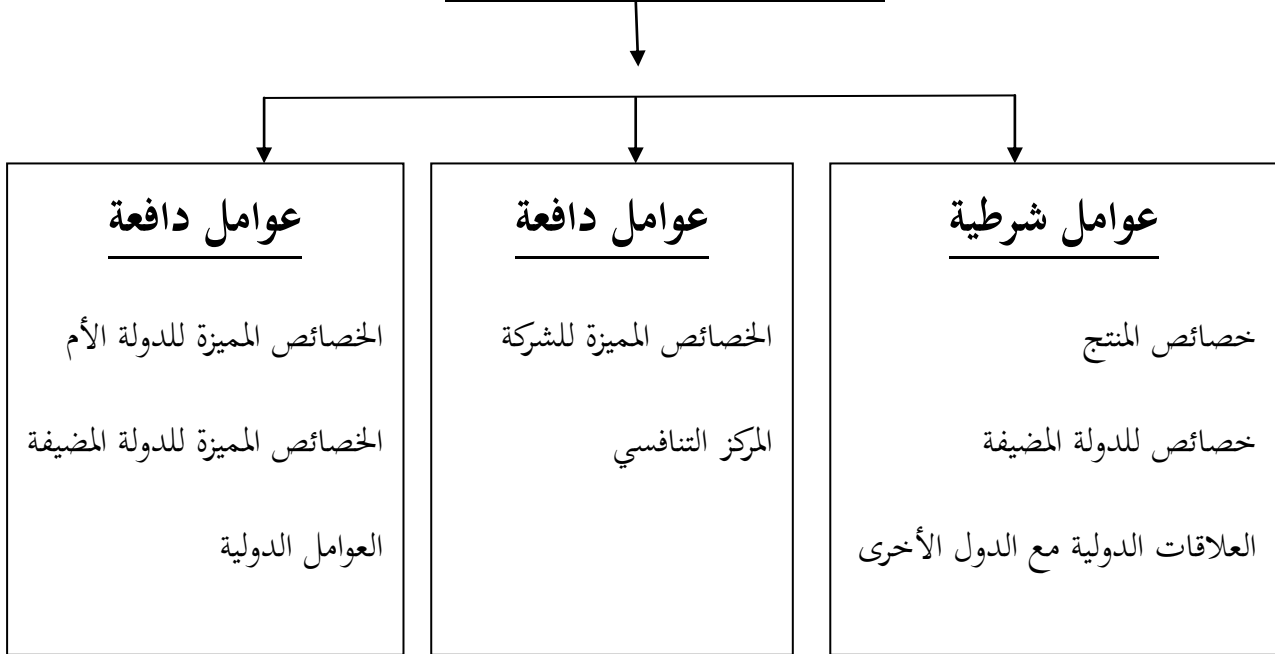 عوامل شرطية
خصائص المنتج
خصائص للدولة المضيفة
العلاقات الدولية مع الدول الأخرى
عوامل دافعة
الخصائص المميزة للشركة
المركز التنافسي
عوامل دافعة
الخصائص المميزة للدولة الأم
الخصائص المميزة للدولة المضيفة
العوامل الدولية